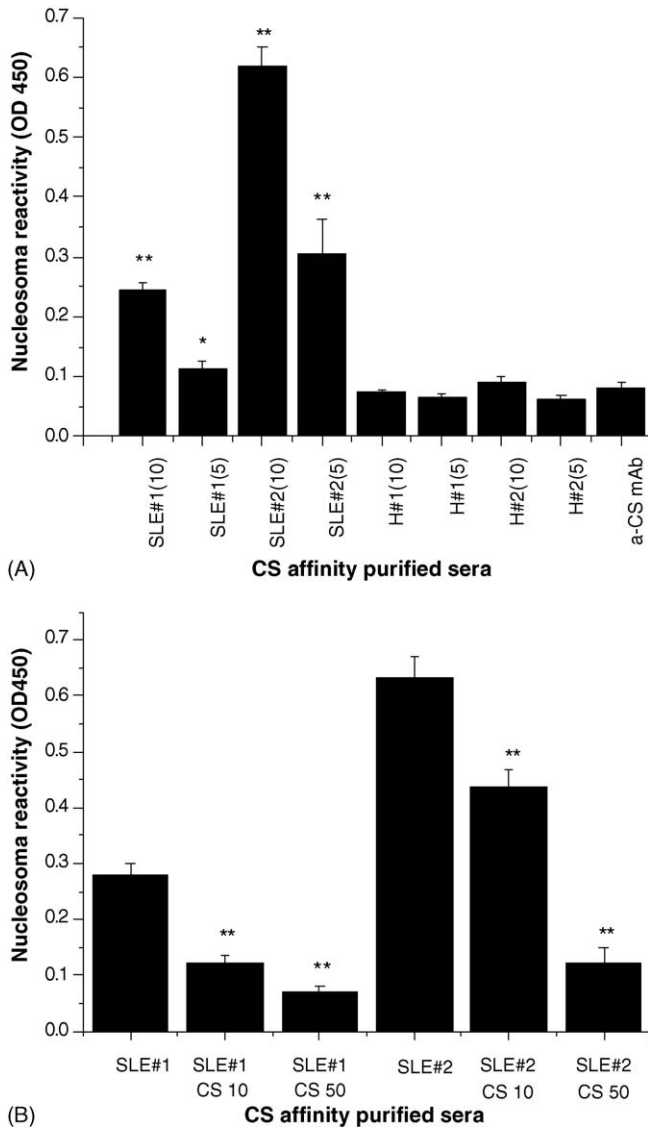 Nucleosoma reactivity (OD 450)
0.7
0.6
0.5
0.4
0.3
0.2
0.1
0.0
**
*
**
**
SLE#1(10)
SLE#1(5)
SLE#2(10)
SLE#2(5)
H#1(10)
H#1(5)
H#2(10)
H#2(5)
a-CS mAb
(A)
CS affinity purified sera
Nucleosoma reactivity (OD450)
0.7
0.6
0.5
0.4
0.3
0.2
0.1
0.0
**
**
**
**
SLE#1
SLE#1
CS 10
SLE#1
CS 50
SLE#2
SLE#2
CS 10
SLE#2
CS 50
(B)
CS affinity purified sera